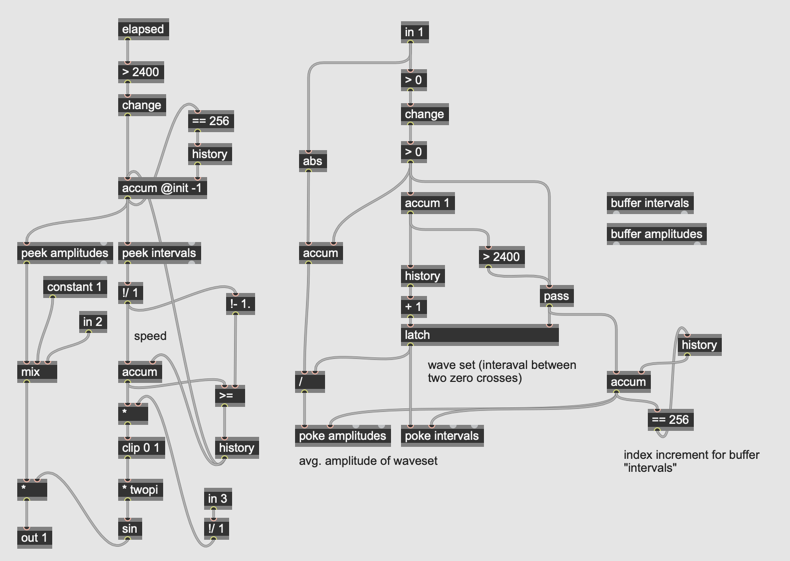 elapsed
> 2400
change
== 256
history
accum @init -1
peek amplitudes
peek intervals
constant 1
!/ 1
!- 1.
in 2
speed
mix
accum
>=
*
clip 0 1
history
*
* twopi
in 3
out 1
sin
!/ 1
in 1
> 0
change
abs
> 0
accum 1
accum
> 2400
history
pass
+ 1
latch
wave set (interaval between
two zero crosses)
/
poke amplitudes
poke intervals
avg. amplitude of waveset
buffer intervals
buffer amplitudes
history
accum
== 256
index increment for buffer
"intervals"